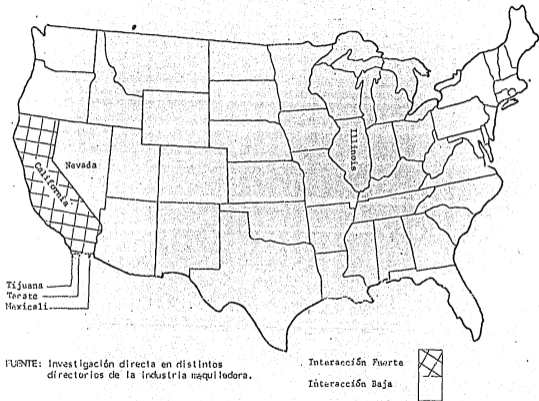 Nevada
California
Illinois
Tijuana
Tecate
Mexicali
FUENTE: Investigación directa en distintos
directorios de la industria maquiladora.
Interacción Fuerte
Interacción Baja